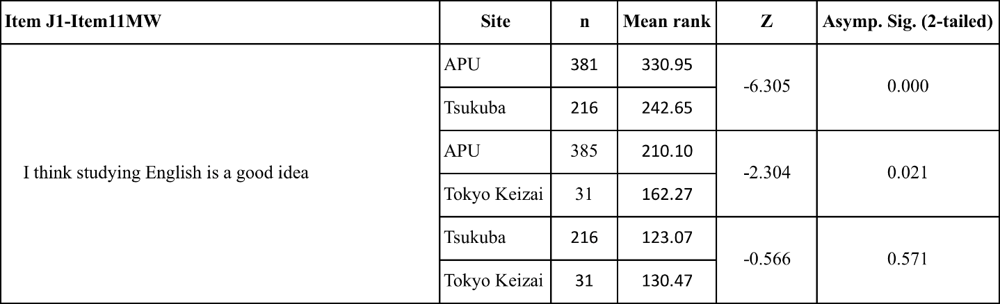 Item J1-Item11MW Site n Mean rank Z Asymp. Sig. (2-tailed)
I think studying English is a good idea
APU 381 330.95 -6.305 0.000
Tsukuba 216 242.65
APU 385 210.10 -2.304 0.021
Tokyo Keizai 31 162.27
Tsukuba 216 123.07 -0.566 0.571
Tokyo Keizai 31 130.47